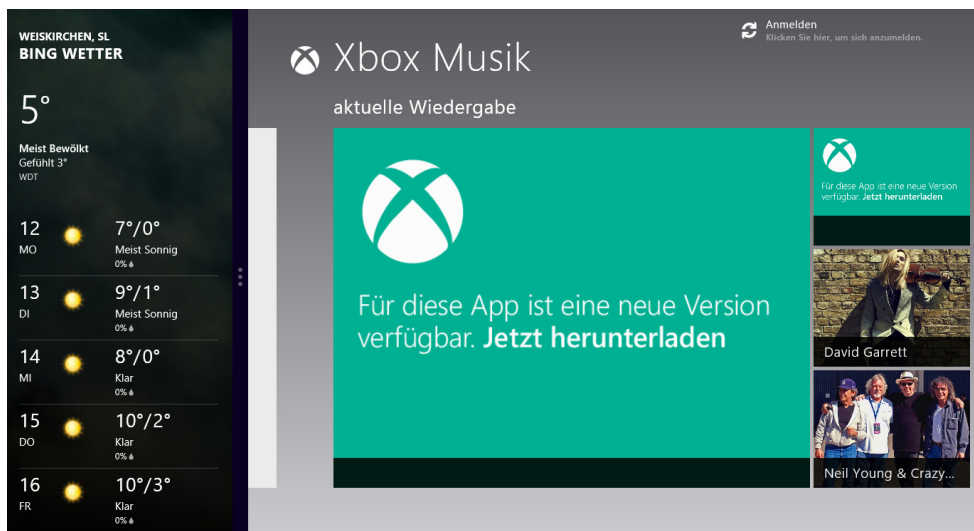 WEISKIRCHEN, SL
BING WETTER
5°
Meist Bewölkt
Gefühlt 3°
WDT
12
7°/0°
MO
Meist Sonnig
0%
13
9°/1°
DI
Meist Sonnig
0%
14
8°/0°
MI
Klar
0%
15
10°/2°
DO
Klar
0%
16
10°/3°
FR
Klar
0%
Xbox Musik
Anmelden
Klicken Sie hier, um sich anzumelden.
aktuelle Wiedergabe
Für diese App ist eine neue Version
verfügbar. Jetzt herunterladen
Für diese App ist eine neue Version
verfügbar. Jetzt herunterladen
David Garrett
Neil Young & Crazy...